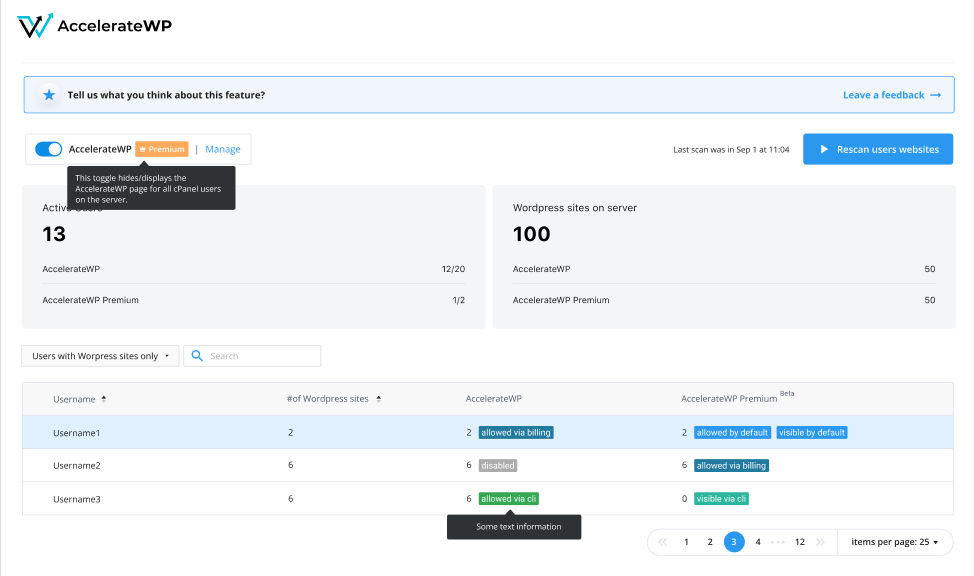 AccelerateWP
Tell us what you think about this feature?
Leave a feedback →
AccelerateWP Premium | Manage
Last scan was in Sep 1 at 11:04
Rescan users websites
This toggle hides/displays the
AccelerateWP page for all cPanel users
on the server.
Active Users
13
AccelerateWP 12/20
AccelerateWP Premium 1/2
Wordpress sites on server
100
AccelerateWP 50
AccelerateWP Premium 50
Users with Worpress sites only
Search
Username #of Wordpress sites AccelerateWP AccelerateWP Premium Beta
Username1 2 2 allowed via billing 2 allowed by default visible by default
Username2 6 6 disabled 6 allowed via billing
Username3 6 6 allowed via cli 0 visible via cli
Some text information
1 2 3 4 ··· 12 items per page: 25